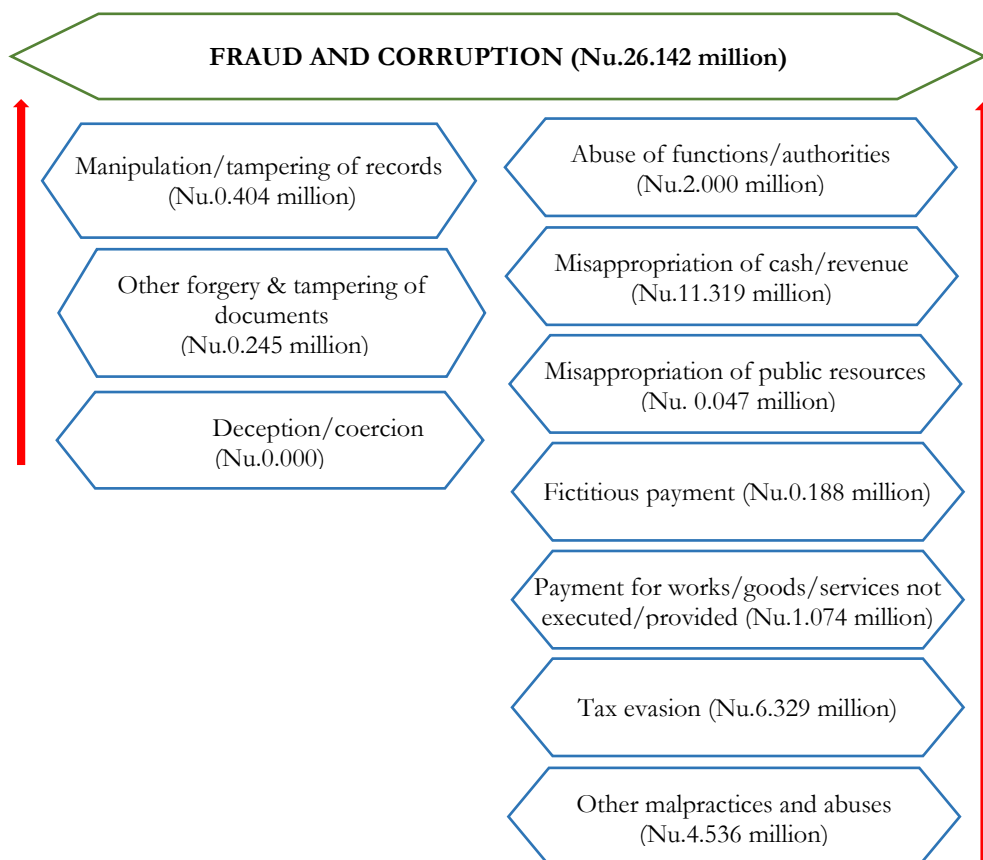 FRAUD AND CORRUPTION (Nu.26.142 million)
Manipulation/tampering of records
(Nu.0.404 million)
Other forgery & tampering of
documents
(Nu.0.245 million)
Deception/coercion
(Nu.0.000)
Abuse of functions/authorities
(Nu.2.000 million)
Misappropriation of cash/revenue
(Nu.11.319 million)
Misappropriation of public resources
(Nu. 0.047 million)
Fictitious payment (Nu.0.188 million)
Payment for works/goods/services not
executed/provided (Nu.1.074 million)
Tax evasion (Nu.6.329 million)
Other malpractices and abuses
(Nu.4.536 million)